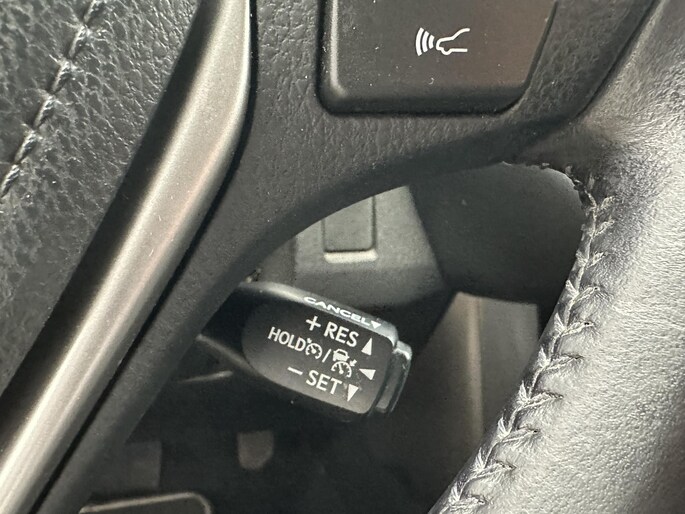 CANCEL
+ RES
HOLD /
- SET